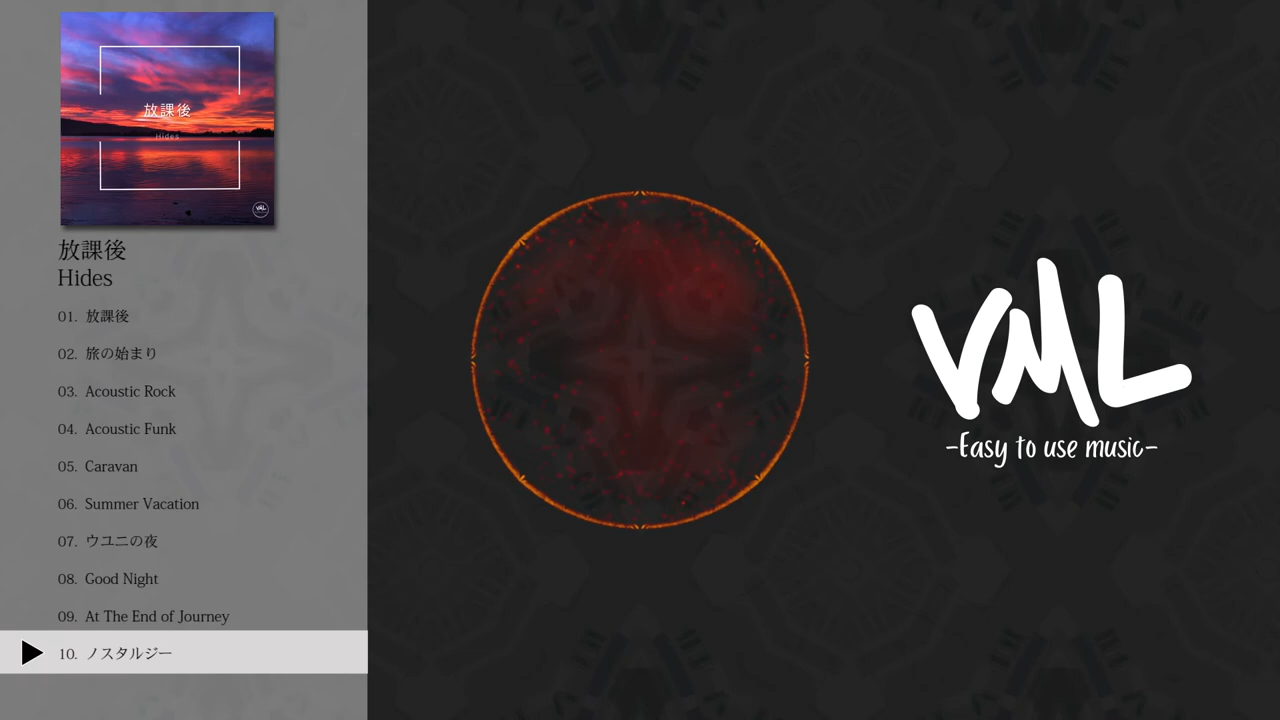 放課後
Hides
VML
放課後
Hides
01. 放課後
02. 旅の始まり
03. Acoustic Rock
04. Acoustic Funk
05. Caravan
06. Summer Vacation
07. ウユニの夜
08. Good Night
09. At The End of Journey
10. ノスタルジー
VML
-Easy to use music-